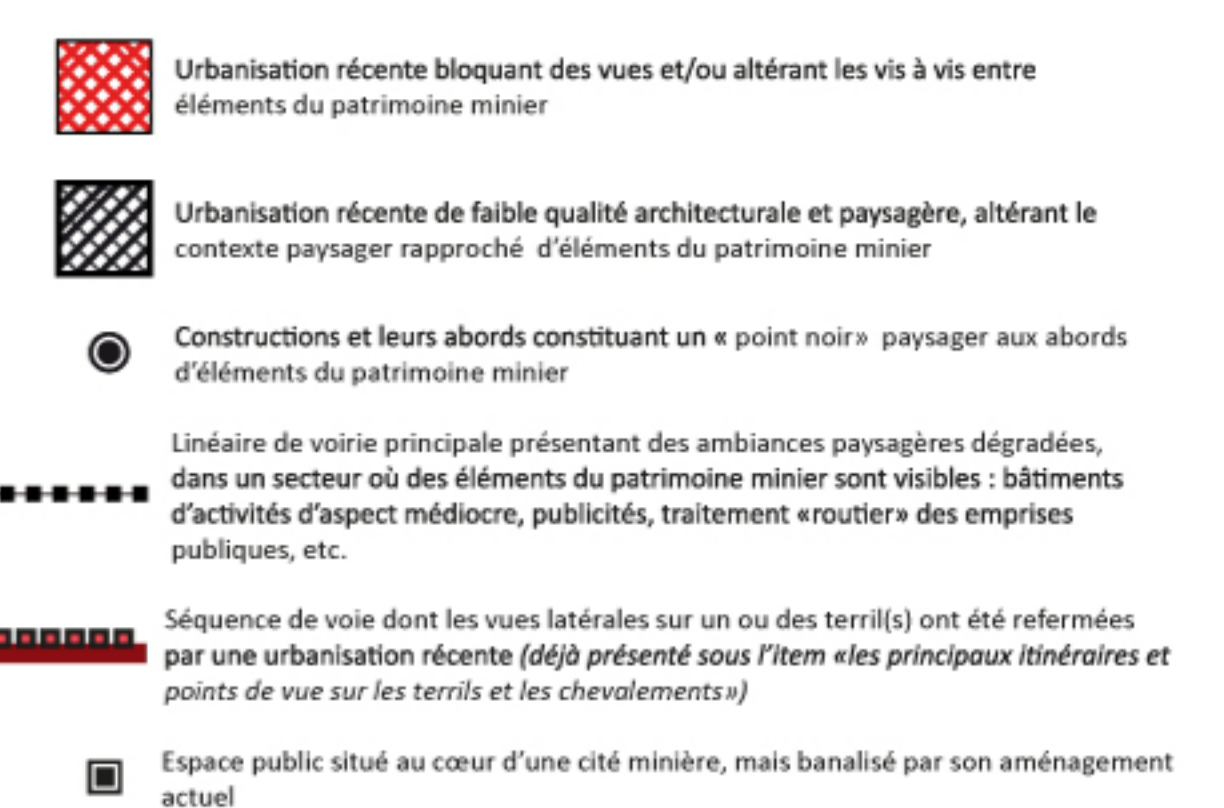 Urbanisation récente bloquant des vues et/ou altérant les vis à vis entre
éléments du patrimoine minier
Urbanisation récente de faible qualité architecturale et paysagère, altérant le
contexte paysager rapproché d'éléments du patrimoine minier
Constructions et leurs abords constituant un « point noir» paysager aux abords
d'éléments du patrimoine minier
Linéaire de voirie principale présentant des ambiances paysagères dégradées,
dans un secteur où des éléments du patrimoine minier sont visibles : bâtiments
d'activités d'aspect médiocre, publicités, traitement «routier» des emprises
publiques, etc.
Séquence de voie dont les vues latérales sur un ou des terril(s) ont été refermées
par une urbanisation récente (déjà présenté sous l'item «les principaux itinéraires et
points de vue sur les terrils et les chevalements»)
Espace public situé au cœur d'une cité minière, mais banalisé par son aménagement
actuel